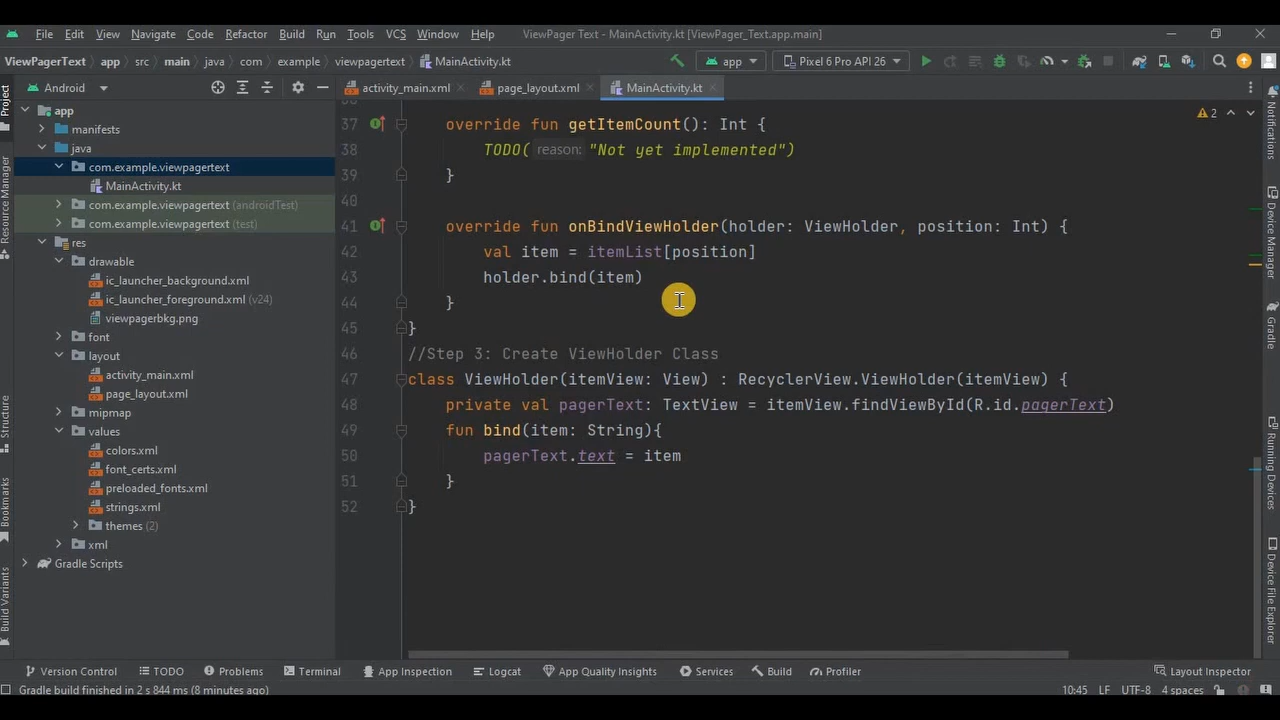 File Edit View Navigate Code Refactor Build Run Tools VCS Window Help ViewPager Text - MainActivity.kt [ViewPager_Text.app.main]
ViewPagerText app src main java com example viewpagertext MainActivity.kt app Pixel 6 Pro API 26
Project
Resource Manager
Structure
Bookmarks
Build Variants
Android
app
manifests
java
com.example.viewpagertext
MainActivity.kt
com.example.viewpagertext (androidTest)
com.example.viewpagertext (test)
res
drawable
ic_launcher_background.xml
ic_launcher_foreground.xml (v24)
viewpagerbkg.png
font
layout
activity_main.xml
page_layout.xml
mipmap
values
colors.xml
font_certs.xml
preloaded_fonts.xml
strings.xml
themes (2)
xml
Gradle Scripts
activity_main.xml page_layout.xml MainActivity.kt
2
37 override fun getItemCount(): Int {
38 TODO( reason: "Not yet implemented")
39 }
40
41 override fun onBindViewHolder(holder: ViewHolder, position: Int) {
42 val item = itemList[position]
43 holder.bind(item)
44 }
45 }
46 //Step 3: Create ViewHolder Class
47 class ViewHolder(itemView: View) : RecyclerView.ViewHolder(itemView) {
48 private val pagerText: TextView = itemView.findViewById(R.id.pagerText)
49 fun bind(item: String){
50 pagerText.text = item
51 }
52 }
Notifications
Device Manager
Gradle
Running Devices
Device File Explorer
Version Control TODO Problems Terminal App Inspection Logcat App Quality Insights Services Build Profiler Layout Inspector
Gradle build finished in 2 s 844 ms (8 minutes ago) 10:45 LF UTF-8 4 spaces